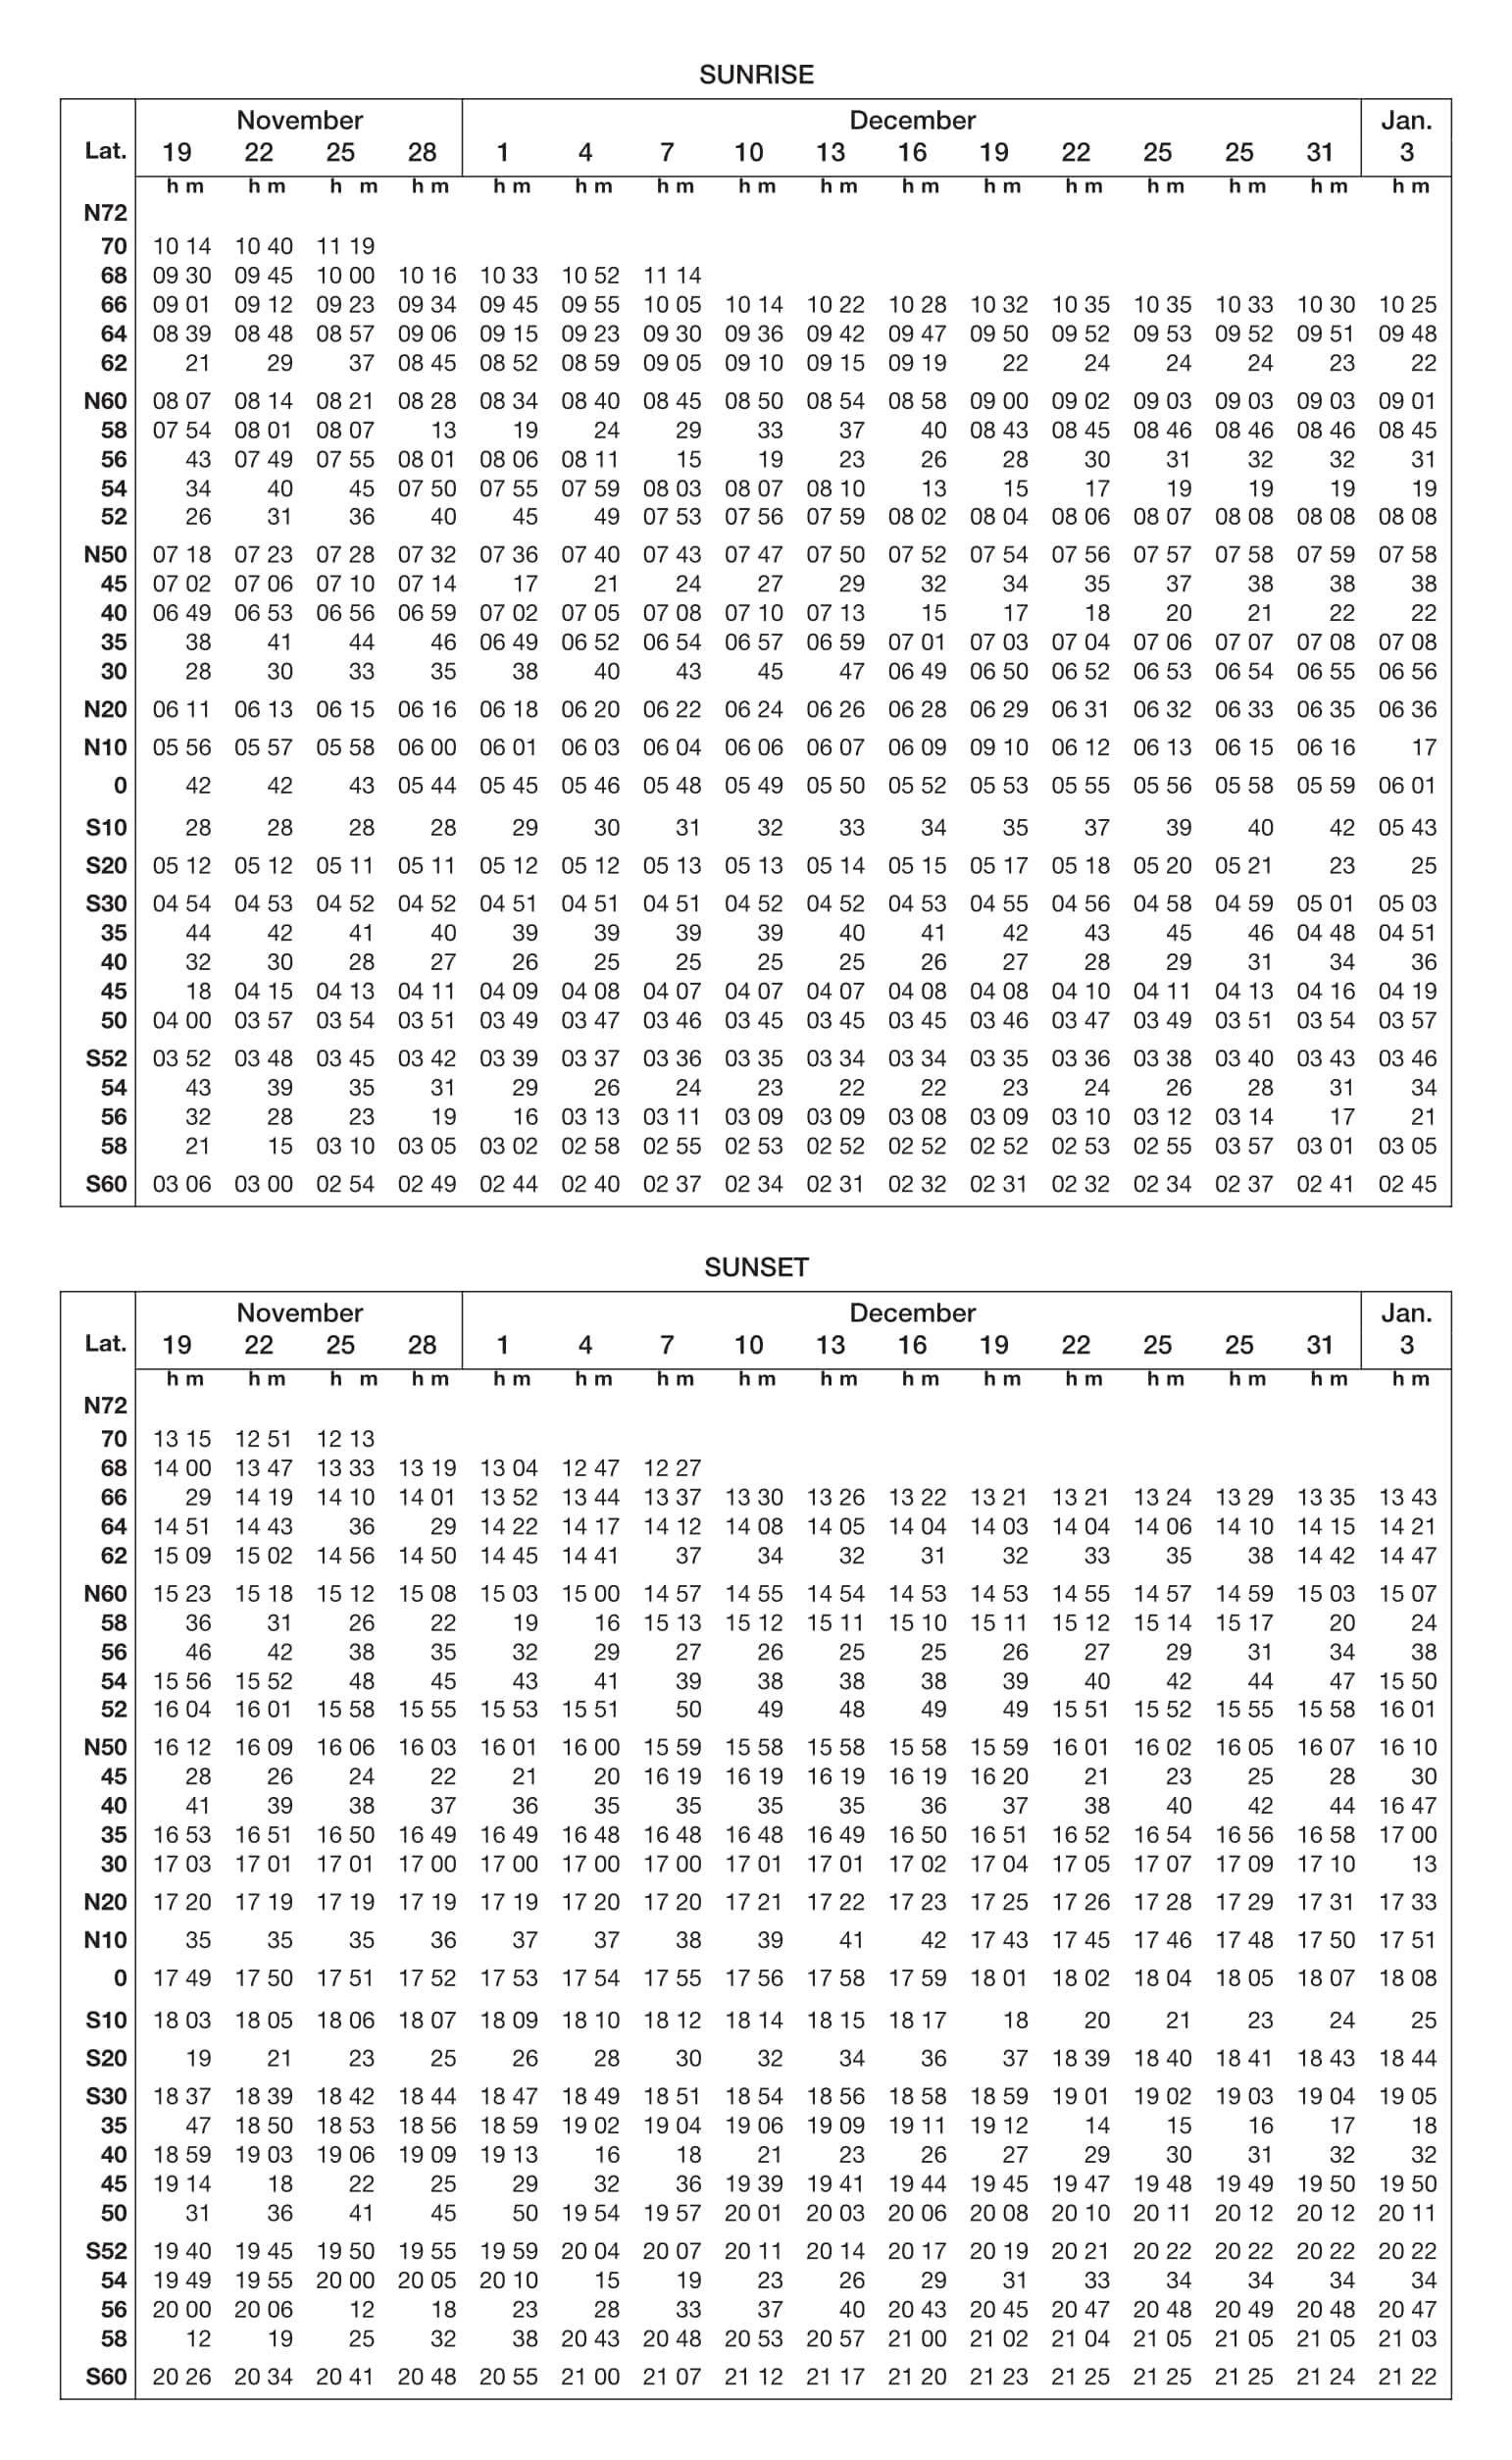 SUNRISE
November December Jan.
Lat. 19 22 25 28 1 4 7 10 13 16 19 22 25 25 31 3
h m h m h m h m h m h m h m h m h m h m h m h m h m h m h m h m
N72
70 10 14 10 40 11 19
68 09 30 09 45 10 00 10 16 10 33 10 52 11 14
66 09 01 09 12 09 23 09 34 09 45 09 55 10 05 10 14 10 22 10 28 10 32 10 35 10 35 10 33 10 30 10 25
64 08 39 08 48 08 57 09 06 09 15 09 23 09 30 09 36 09 42 09 47 09 50 09 52 09 53 09 52 09 51 09 48
62 21 29 37 08 45 08 52 08 59 09 05 09 10 09 15 09 19 22 24 24 24 23 22
N60 08 07 08 14 08 21 08 28 08 34 08 40 08 45 08 50 08 54 08 58 09 00 09 02 09 03 09 03 09 03 09 01
58 07 54 08 01 08 07 13 19 24 29 33 37 40 08 43 08 45 08 46 08 46 08 46 08 45
56 43 07 49 07 55 08 01 08 06 08 11 15 19 23 26 28 30 31 32 32 31
54 34 40 45 07 50 07 55 07 59 08 03 08 07 08 10 13 15 17 19 19 19 19
52 26 31 36 40 45 49 07 53 07 56 07 59 08 02 08 04 08 06 08 07 08 08 08 08 08 08
N50 07 18 07 23 07 28 07 32 07 36 07 40 07 43 07 47 07 50 07 52 07 54 07 56 07 57 07 58 07 59 07 58
45 07 02 07 06 07 10 07 14 17 21 24 27 29 32 34 35 37 38 38 38
40 06 49 06 53 06 56 06 59 07 02 07 05 07 08 07 10 07 13 15 17 18 20 21 22 22
35 38 41 44 46 06 49 06 52 06 54 06 57 06 59 07 01 07 03 07 04 07 06 07 07 07 08 07 08
30 28 30 33 35 38 40 43 45 47 06 49 06 50 06 52 06 53 06 54 06 55 06 56
N20 06 11 06 13 06 15 06 16 06 18 06 20 06 22 06 24 06 26 06 28 06 29 06 31 06 32 06 33 06 35 06 36
N10 05 56 05 57 05 58 06 00 06 01 06 03 06 04 06 06 06 07 06 09 09 10 06 12 06 13 06 15 06 16 17
0 42 42 43 05 44 05 45 05 46 05 48 05 49 05 50 05 52 05 53 05 55 05 56 05 58 05 59 06 01
S10 28 28 28 28 29 30 31 32 33 34 35 37 39 40 42 05 43
S20 05 12 05 12 05 11 05 11 05 12 05 12 05 13 05 13 05 14 05 15 05 17 05 18 05 20 05 21 23 25
S30 04 54 04 53 04 52 04 52 04 51 04 51 04 51 04 52 04 52 04 53 04 55 04 56 04 58 04 59 05 01 05 03
35 44 42 41 40 39 39 39 39 40 41 42 43 45 46 04 48 04 51
40 32 30 28 27 26 25 25 25 25 26 27 28 29 31 34 36
45 18 04 15 04 13 04 11 04 09 04 08 04 07 04 07 04 07 04 08 04 08 04 10 04 11 04 13 04 16 04 19
50 04 00 03 57 03 54 03 51 03 49 03 47 03 46 03 45 03 45 03 45 03 46 03 47 03 49 03 51 03 54 03 57
S52 03 52 03 48 03 45 03 42 03 39 03 37 03 36 03 35 03 34 03 34 03 35 03 36 03 38 03 40 03 43 03 46
54 43 39 35 31 29 26 24 23 22 22 23 24 26 28 31 34
56 32 28 23 19 16 03 13 03 11 03 09 03 09 03 08 03 09 03 10 03 12 03 14 17 21
58 21 15 03 10 03 05 03 02 02 58 02 55 02 53 02 52 02 52 02 52 02 53 02 55 03 57 03 01 03 05
S60 03 06 03 00 02 54 02 49 02 44 02 40 02 37 02 34 02 31 02 32 02 31 02 32 02 34 02 37 02 41 02 45
SUNSET
November December Jan.
Lat. 19 22 25 28 1 4 7 10 13 16 19 22 25 25 31 3
h m h m h m h m h m h m h m h m h m h m h m h m h m h m h m h m
N72
70 13 15 12 51 12 13
68 14 00 13 47 13 33 13 19 13 04 12 47 12 27
66 29 14 19 14 10 14 01 13 52 13 44 13 37 13 30 13 26 13 22 13 21 13 21 13 24 13 29 13 35 13 43
64 14 51 14 43 36 29 14 22 14 17 14 12 14 08 14 05 14 04 14 03 14 04 14 06 14 10 14 15 14 21
62 15 09 15 02 14 56 14 50 14 45 14 41 37 34 32 31 32 33 35 38 14 42 14 47
N60 15 23 15 18 15 12 15 08 15 03 15 00 14 57 14 55 14 54 14 53 14 53 14 55 14 57 14 59 15 03 15 07
58 36 31 26 22 19 16 15 13 15 12 15 11 15 10 15 11 15 12 15 14 15 17 20 24
56 46 42 38 35 32 29 27 26 25 25 26 27 29 31 34 38
54 15 56 15 52 48 45 43 41 39 38 38 38 39 40 42 44 47 15 50
52 16 04 16 01 15 58 15 55 15 53 15 51 50 49 48 49 49 15 51 15 52 15 55 15 58 16 01
N50 16 12 16 09 16 06 16 03 16 01 16 00 15 59 15 58 15 58 15 58 15 59 16 01 16 02 16 05 16 07 16 10
45 28 26 24 22 21 20 16 19 16 19 16 19 16 19 16 20 21 23 25 28 30
40 41 39 38 37 36 35 35 35 35 36 37 38 40 42 44 16 47
35 16 53 16 51 16 50 16 49 16 49 16 48 16 48 16 48 16 49 16 50 16 51 16 52 16 54 16 56 16 58 17 00
30 17 03 17 01 17 01 17 00 17 00 17 00 17 00 17 01 17 01 17 02 17 04 17 05 17 07 17 09 17 10 13
N20 17 20 17 19 17 19 17 19 17 19 17 20 17 20 17 21 17 22 17 23 17 25 17 26 17 28 17 29 17 31 17 33
N10 35 35 35 36 37 37 38 39 41 42 17 43 17 45 17 46 17 48 17 50 17 51
0 17 49 17 50 17 51 17 52 17 53 17 54 17 55 17 56 17 58 17 59 18 01 18 02 18 04 18 05 18 07 18 08
S10 18 03 18 05 18 06 18 07 18 09 18 10 18 12 18 14 18 15 18 17 18 20 21 23 24 25
S20 19 21 23 25 26 28 30 32 34 36 37 18 39 18 40 18 41 18 43 18 44
S30 18 37 18 39 18 42 18 44 18 47 18 49 18 51 18 54 18 56 18 58 18 59 19 01 19 02 19 03 19 04 19 05
35 47 18 50 18 53 18 56 18 59 19 02 19 04 19 06 19 09 19 11 19 12 14 15 16 17 18
40 18 59 19 03 19 06 19 09 19 13 16 18 21 23 26 27 29 30 31 32 32
45 19 14 18 22 25 29 32 36 19 39 19 41 19 44 19 45 19 47 19 48 19 49 19 50 19 50
50 31 36 41 45 50 19 54 19 57 20 01 20 03 20 06 20 08 20 10 20 11 20 12 20 12 20 11
S52 19 40 19 45 19 50 19 55 19 59 20 04 20 07 20 11 20 14 20 17 20 19 20 21 20 22 20 22 20 22 20 22
54 19 49 19 55 20 00 20 05 20 10 15 19 23 26 29 31 33 34 34 34 34
56 20 00 20 06 12 18 23 28 33 37 40 20 43 20 45 20 47 20 48 20 49 20 48 20 47
58 12 19 25 32 38 20 43 20 48 20 53 20 57 21 00 21 02 21 04 21 05 21 05 21 05 21 03
S60 20 26 20 34 20 41 20 48 20 55 21 00 21 07 21 12 21 17 21 20 21 23 21 25 21 25 21 25 21 24 21 22